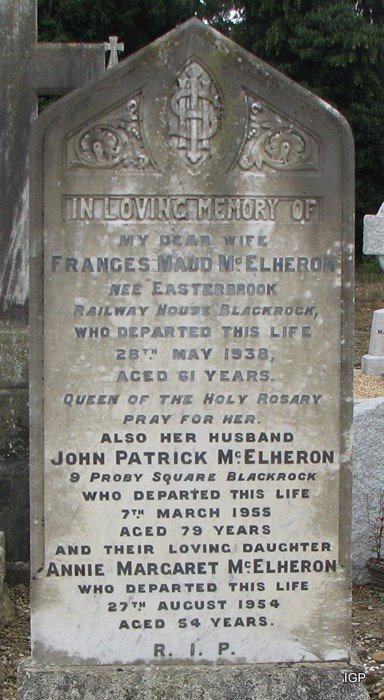 IHS
IN LOVING MEMORY OF
MY DEAR WIFE
FRANCES MAUD McELHERON
NÉE EASTERBROOK
RAILWAY HOUSE BLACKROCK,
WHO DEPARTED THIS LIFE
28TH MAY 1938,
AGED 61 YEARS.
QUEEN OF THE HOLY ROSARY
PRAY FOR HER.
ALSO HER HUSBAND
JOHN PATRICK McELHERON
9 PROBY SQUARE BLACKROCK
WHO DEPARTED THIS LIFE
7TH MARCH 1955
AGED 79 YEARS
AND THEIR LOVING DAUGHTER
ANNIE MARGARET McELHERON
WHO DEPARTED THIS LIFE
27TH AUGUST 1954
AGED 54 YEARS.
R. I. P.
IGP